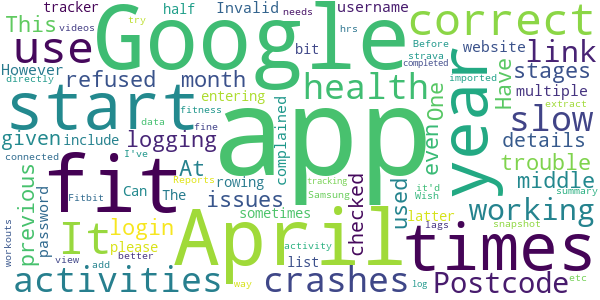 tracker half Invalid username try needs hrs
videos This bit Before strava completed
use Google correct
However directly refused month website link
start app health year Have stages
entering One multiple imported
slow
given include logging At complained even details extract
data fitness fine
connected I've The trouble
fit Can rowing checked used middle
Fitbit Reports tracking Samsung it'd Wish summary
previous password It issues April working
workouts login sometimes latter
please list activity lags snapshot
view add better way log
activities crashes times Postcode etc